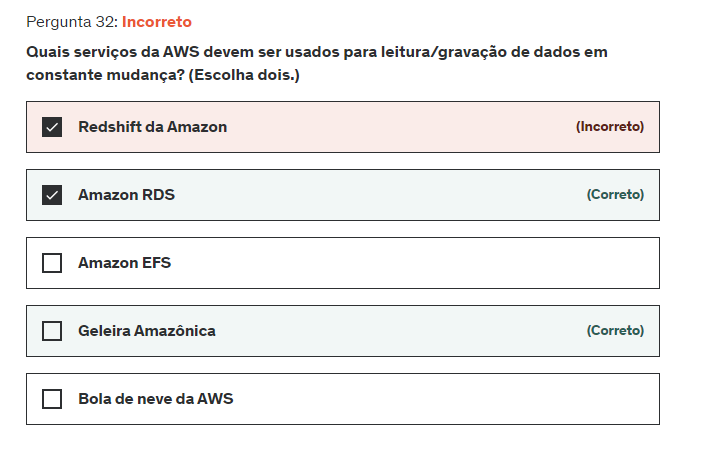 Pergunta 32: Incorreto
Quais serviços da AWS devem ser usados para leitura/gravação de dados em
constante mudança? (Escolha dois.)
Redshift da Amazon (Incorreto)
Amazon RDS (Correto)
Amazon EFS
Geleira Amazônica (Correto)
Bola de neve da AWS